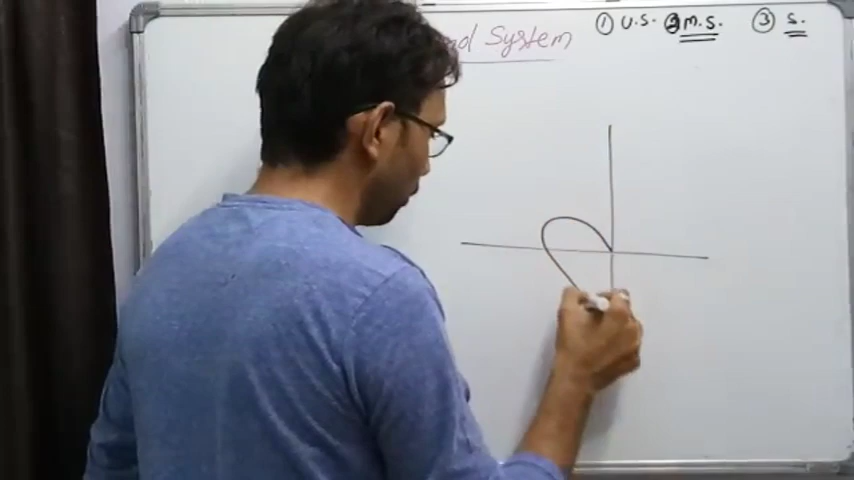 System ① U.S. ② m.s. ③ s.